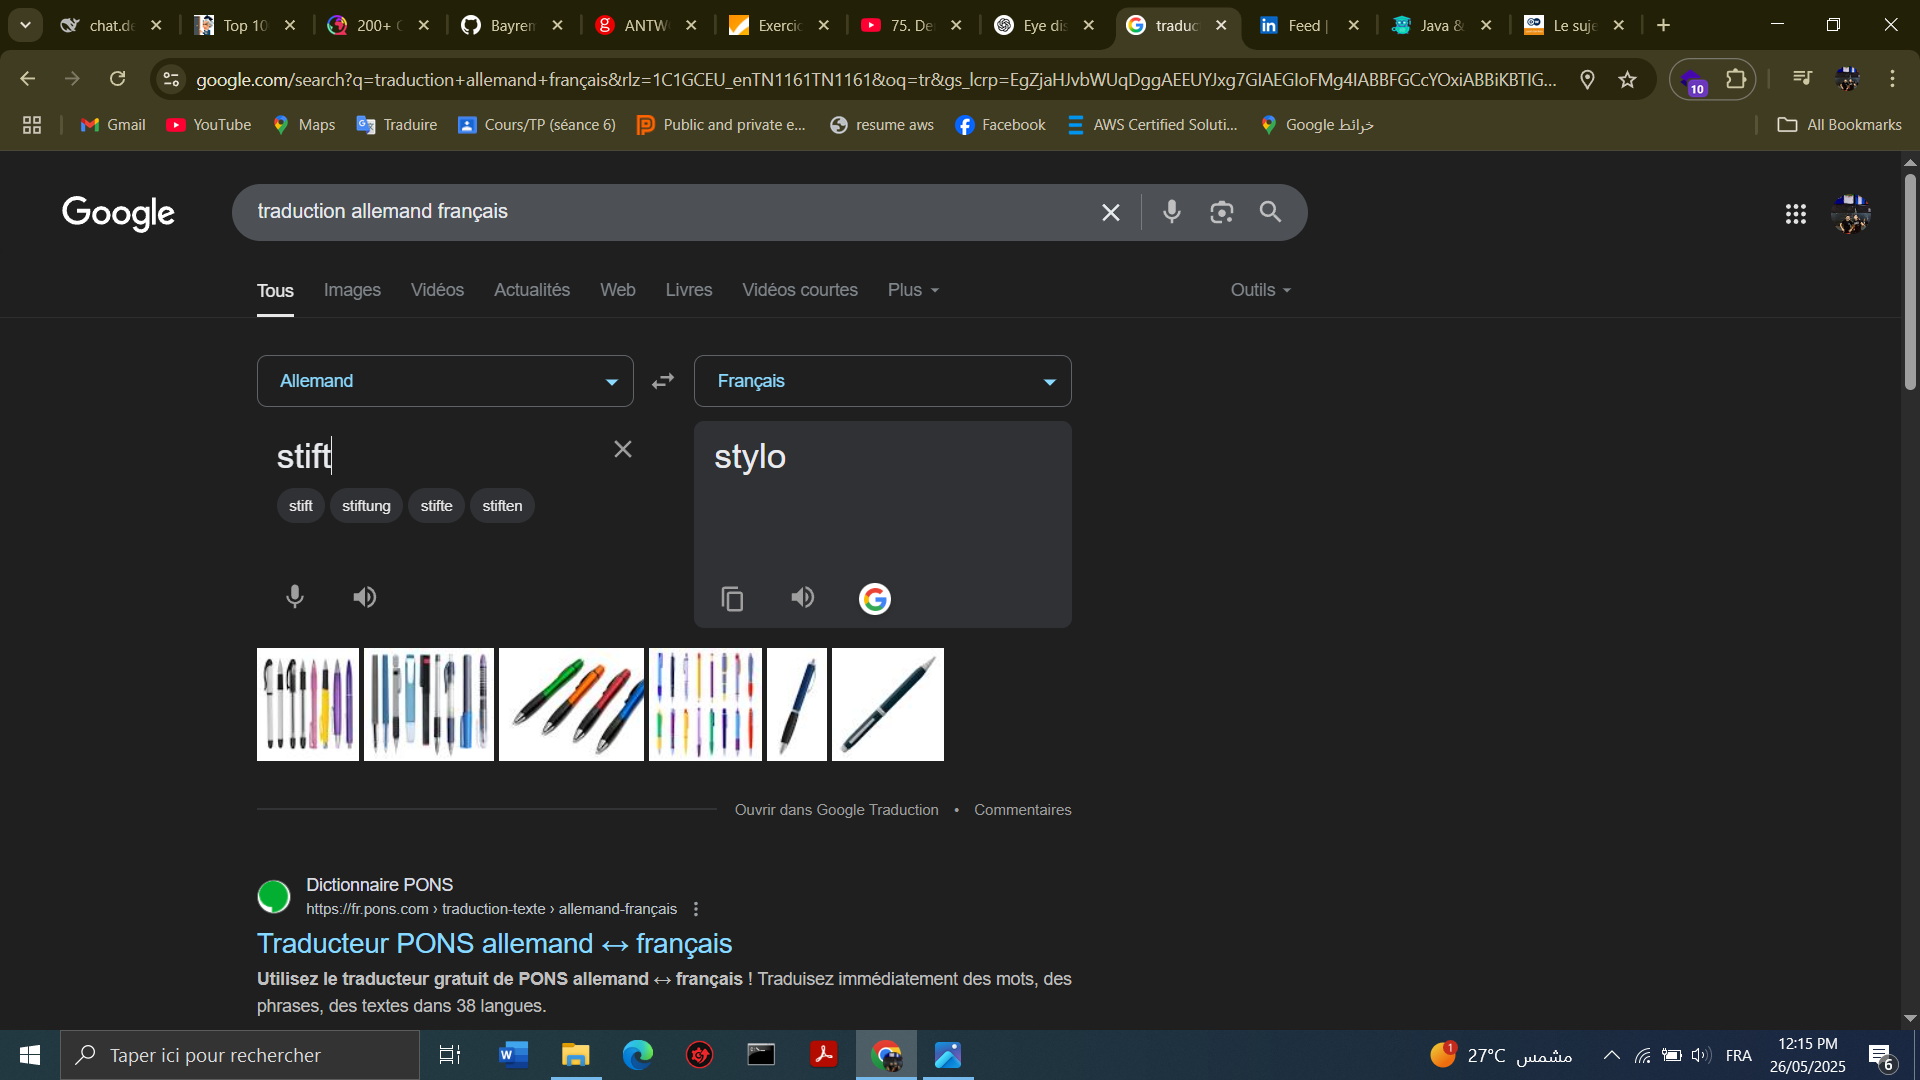 chat.de
Top 10
200+ C
Bayrem
ANTW
Exercic
75. De
Eye dis
traduct
Feed |
Java &
Le suje
google.com/search?q=traduction+allemand+français&rlz=1C1GCEU_enTN1161TN1161&oq=tr&gs_lcrp=EgZjaHJvbWUqDggAEEUYJxg7GIAEGIoFMg4IABBFGCcYOxiABBiKBTIG...
10
Gmail
YouTube
Maps
Traduire
Cours/TP (séance 6)
Public and private e...
resume aws
Facebook
AWS Certified Soluti...
خرائط Google
All Bookmarks
Google
traduction allemand français
Tous
Images
Vidéos
Actualités
Web
Livres
Vidéos courtes
Plus
Outils
Allemand
Français
stift
stylo
stift
stiftung
stifte
stiften
Ouvrir dans Google Traduction • Commentaires
Dictionnaire PONS
https://fr.pons.com › traduction-texte › allemand-français
Traducteur PONS allemand ↔ français
Utilisez le traducteur gratuit de PONS allemand ↔ français ! Traduisez immédiatement des mots, des
phrases, des textes dans 38 langues.
Taper ici pour rechercher
1
27°C مشمس
FRA
12:15 PM
26/05/2025
6